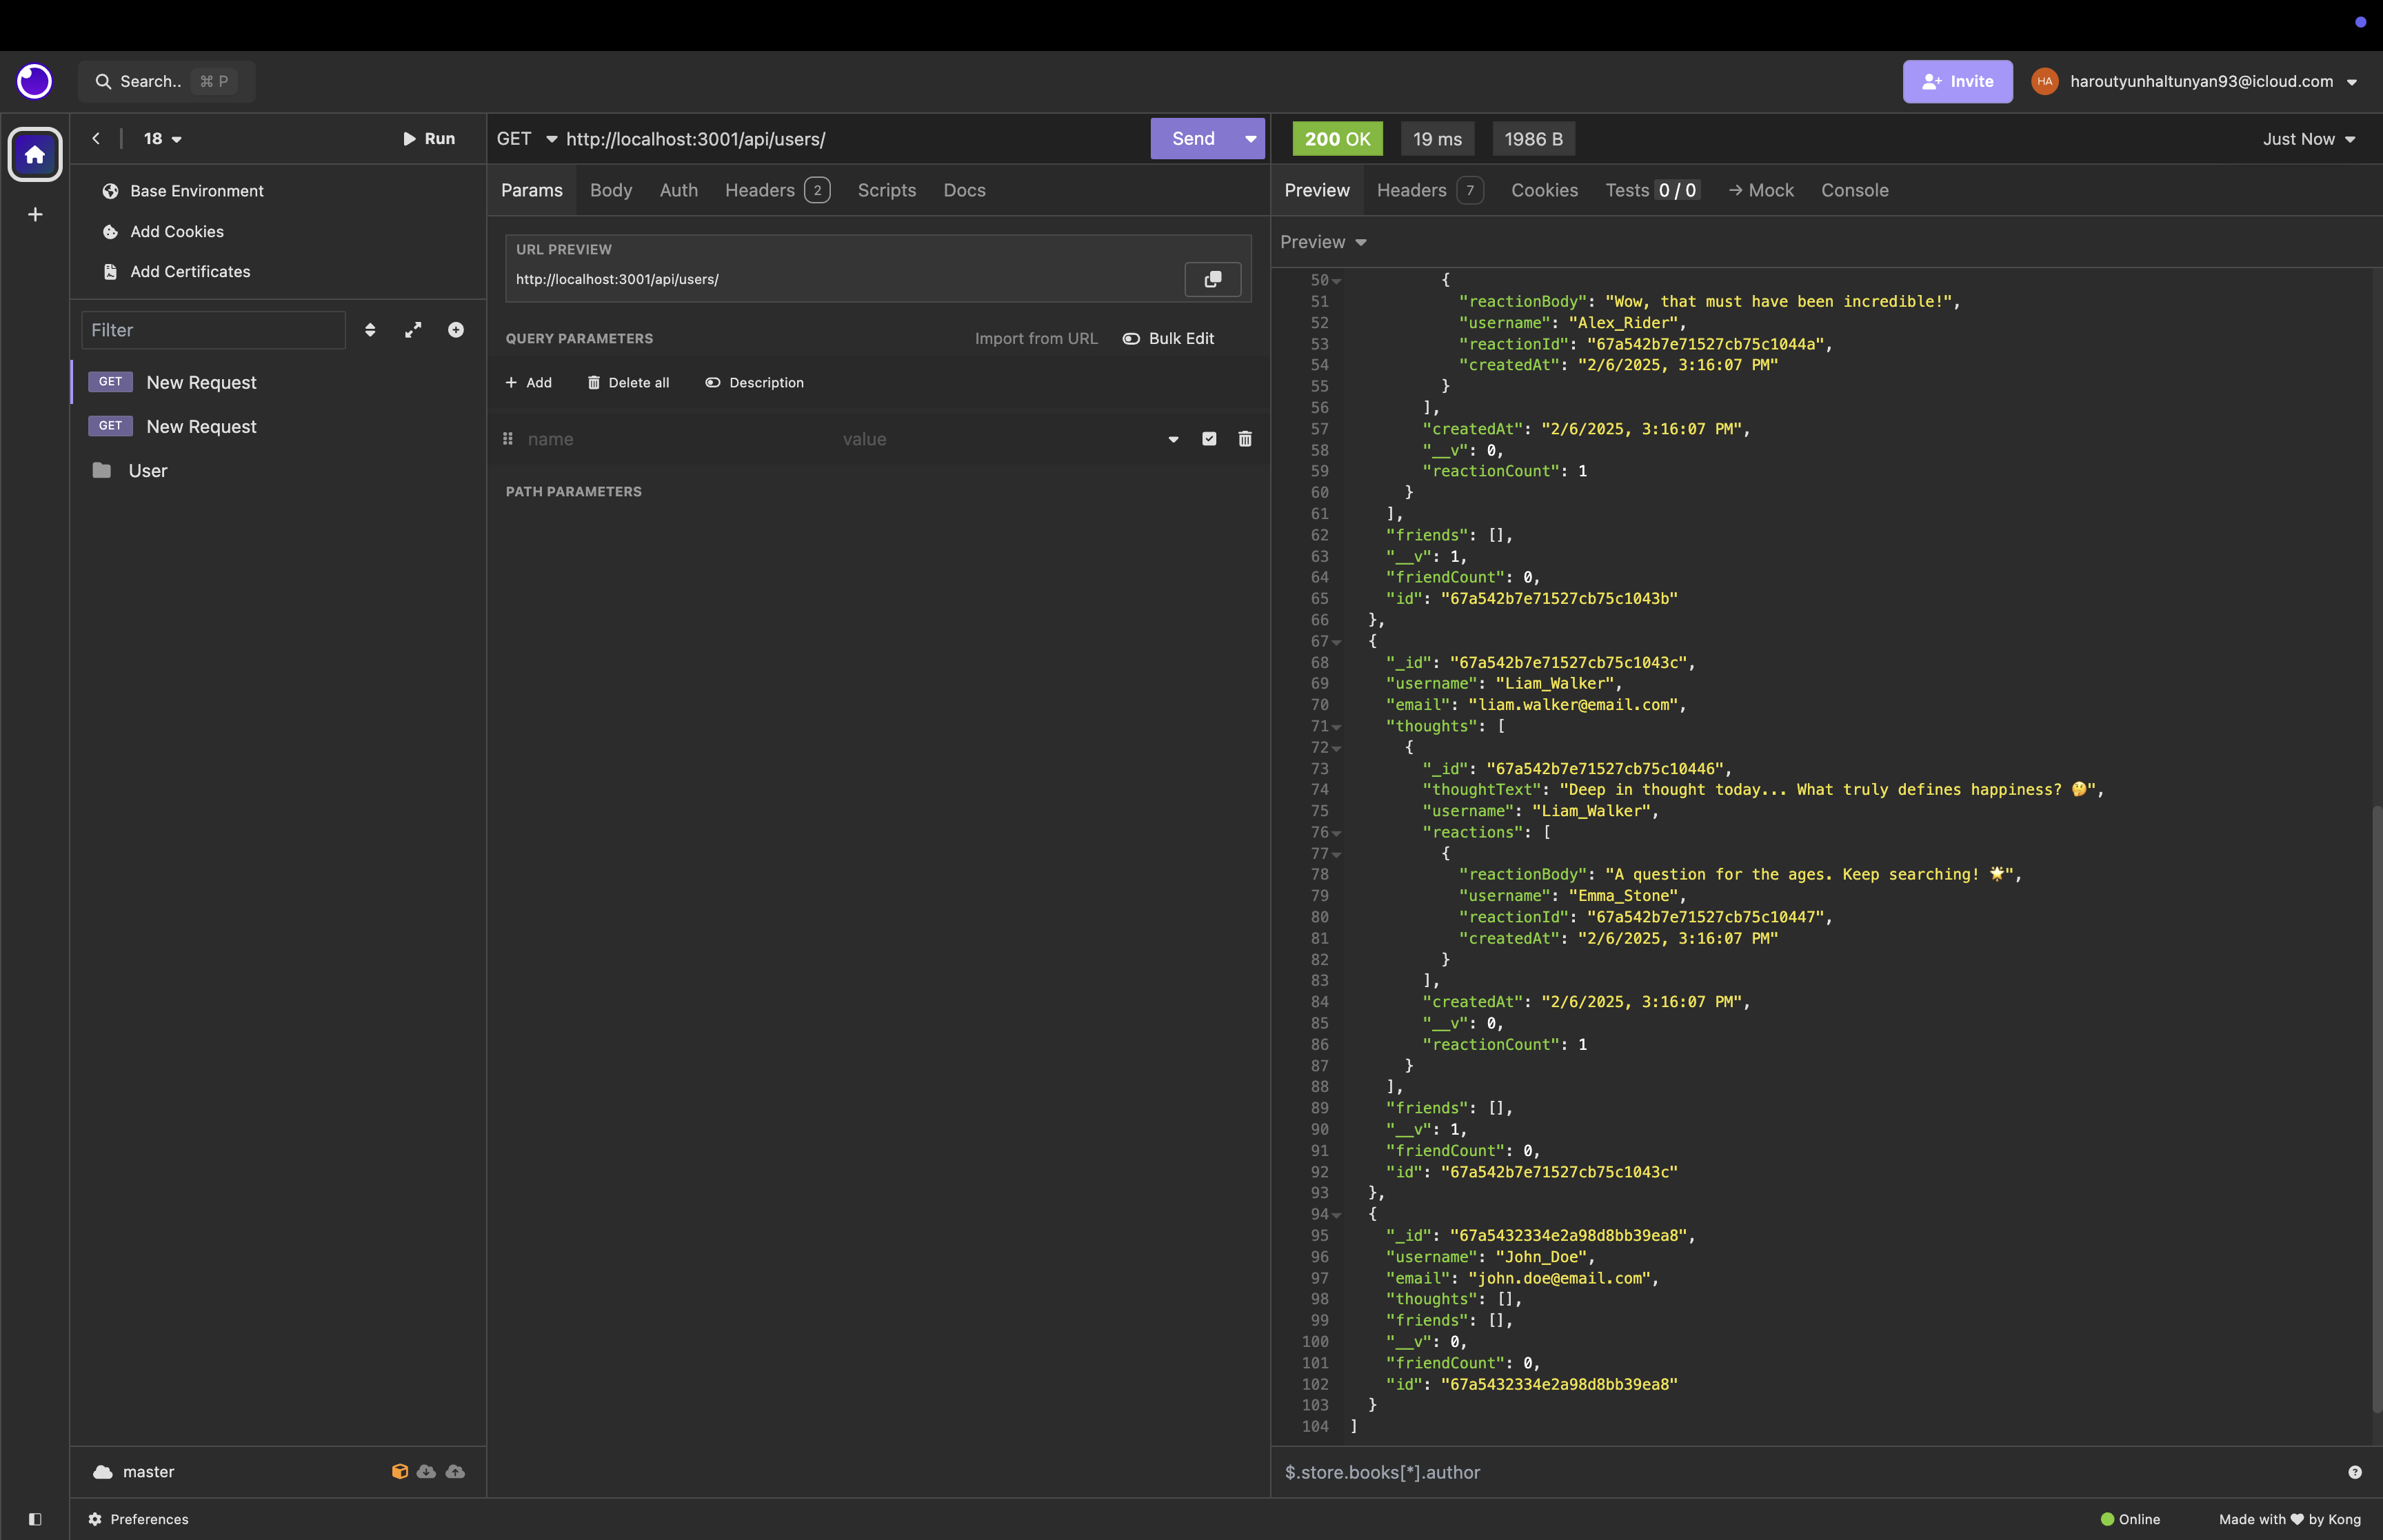 Search.. ⌘ P
Invite
HA
haroutyunhaltunyan93@icloud.com
18
Run
Base Environment
Add Cookies
Add Certificates
Filter
GET New Request
GET New Request
User
master
Preferences
GET http://localhost:3001/api/users/
Send
Params Body Auth Headers 2 Scripts Docs
URL PREVIEW
http://localhost:3001/api/users/
QUERY PARAMETERS Import from URL Bulk Edit
+ Add Delete all Description
name value
PATH PARAMETERS
200 OK 19 ms 1986 B Just Now
Preview Headers 7 Cookies Tests 0 / 0 → Mock Console
Preview
50 {
51 "reactionBody": "Wow, that must have been incredible!",
52 "username": "Alex_Rider",
53 "reactionId": "67a542b7e71527cb75c1044a",
54 "createdAt": "2/6/2025, 3:16:07 PM"
55 }
56 ],
57 "createdAt": "2/6/2025, 3:16:07 PM",
58 "__v": 0,
59 "reactionCount": 1
60 }
61 ],
62 "friends": [],
63 "__v": 1,
64 "friendCount": 0,
65 "id": "67a542b7e71527cb75c1043b"
66 },
67 {
68 "_id": "67a542b7e71527cb75c1043c",
69 "username": "Liam_Walker",
70 "email": "liam.walker@email.com",
71 "thoughts": [
72 {
73 "_id": "67a542b7e71527cb75c10446",
74 "thoughtText": "Deep in thought today... What truly defines happiness? 🤔",
75 "username": "Liam_Walker",
76 "reactions": [
77 {
78 "reactionBody": "A question for the ages. Keep searching! 🌟",
79 "username": "Emma_Stone",
80 "reactionId": "67a542b7e71527cb75c10447",
81 "createdAt": "2/6/2025, 3:16:07 PM"
82 }
83 ],
84 "createdAt": "2/6/2025, 3:16:07 PM",
85 "__v": 0,
86 "reactionCount": 1
87 }
88 ],
89 "friends": [],
90 "__v": 1,
91 "friendCount": 0,
92 "id": "67a542b7e71527cb75c1043c"
93 },
94 {
95 "_id": "67a5432334e2a98d8bb39ea8",
96 "username": "John_Doe",
97 "email": "john.doe@email.com",
98 "thoughts": [],
99 "friends": [],
100 "__v": 0,
101 "friendCount": 0,
102 "id": "67a5432334e2a98d8bb39ea8"
103 }
104 ]
$.store.books[*].author
Online
Made with ♥ by Kong